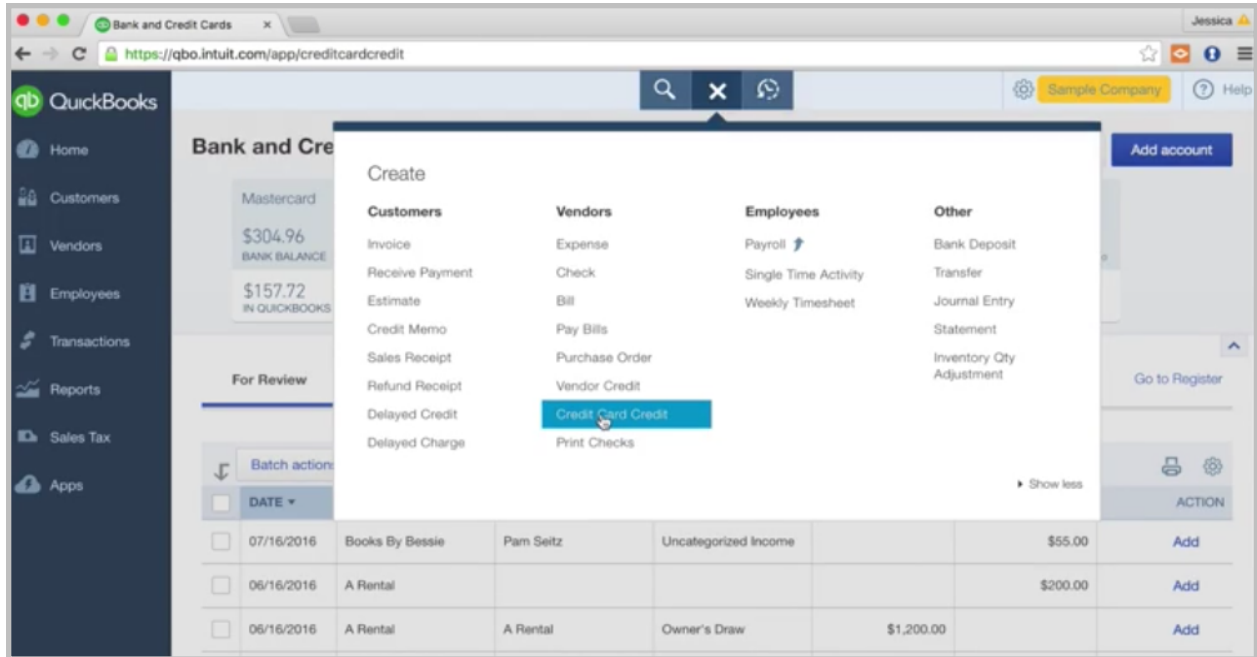 Bank and Credit Cards
Jessica
https://qbo.intuit.com/app/creditcardcredit
qb QuickBooks
Sample Company
? Help
Home
Customers
Vendors
Employees
Transactions
Reports
Sales Tax
Apps
Bank and Cre
Add account
Mastercard
$304.96
BANK BALANCE
$157.72
IN QUICKBOOKS
Create
Customers
Invoice
Receive Payment
Estimate
Credit Memo
Sales Receipt
Refund Receipt
Delayed Credit
Delayed Charge
Vendors
Expense
Check
Bill
Pay Bills
Purchase Order
Vendor Credit
Credit Card Credit
Print Checks
Employees
Payroll
Single Time Activity
Weekly Timesheet
Other
Bank Deposit
Transfer
Journal Entry
Statement
Inventory Qty
Adjustment
Show less
For Review
Go to Register
Batch action
DATE ACTION
07/16/2016 Books By Bessie Pam Seitz Uncategorized Income $55.00 Add
06/16/2016 A Rental $200.00 Add
06/16/2016 A Rental A Rental Owner's Draw $1,200.00 Add